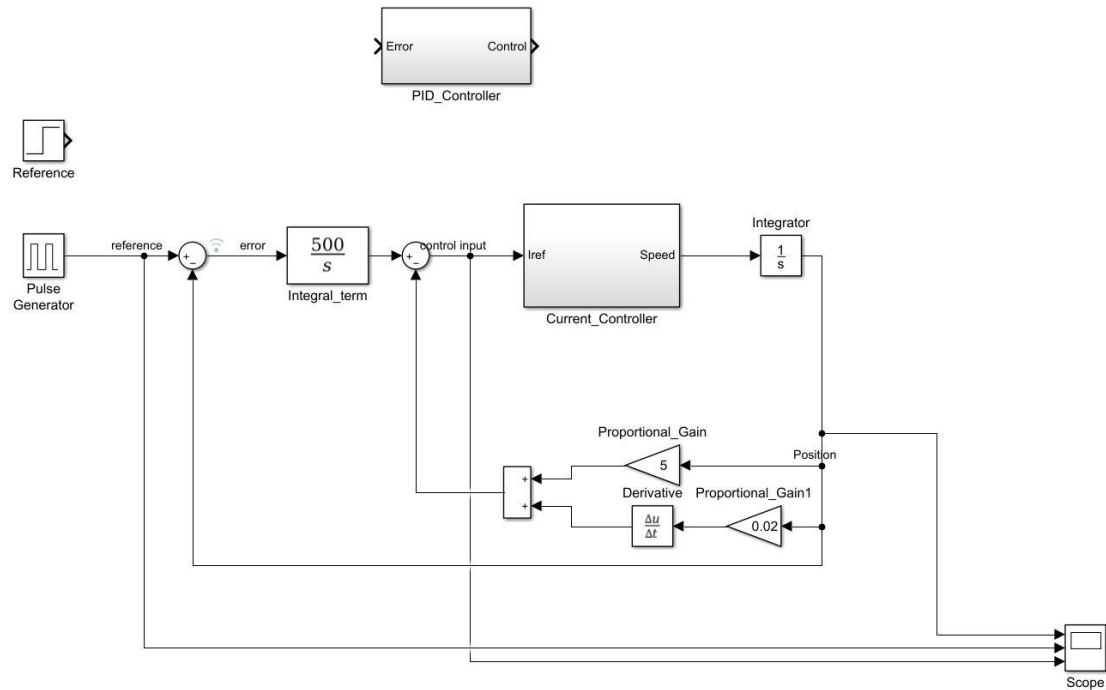 Error
Control
PID_Controller
Reference
Pulse
Generator
reference
+
−
error
500
s
Integral_term
+
−
control input
Iref
Speed
Current_Controller
Integrator
1
s
Proportional_Gain
5
Position
+
+
Derivative
Δu
Δt
Proportional_Gain1
0.02
Scope